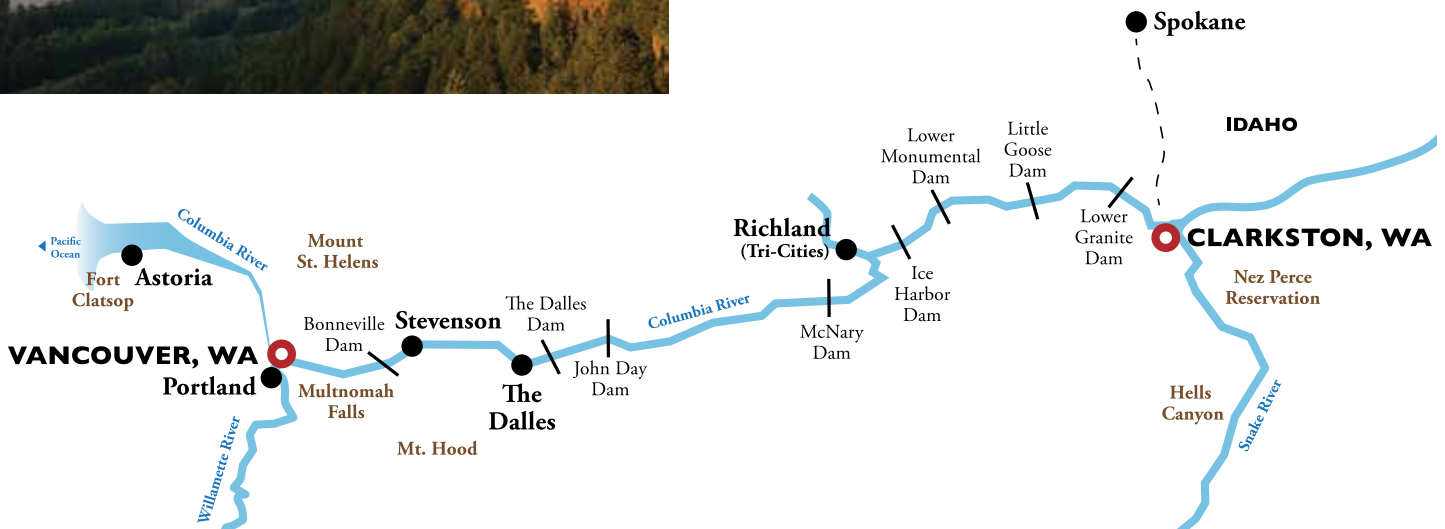 Spokane
IDAHO
Lower
Monumental
Dam
Little
Goose
Dam
Lower
Granite
Dam
CLARKSTON, WA
Nez Perce
Reservation
Hells
Canyon
Snake River
Richland
(Tri-Cities)
Ice
Harbor
Dam
McNary
Dam
Columbia River
Pacific
Ocean
Columbia River
Mount
St. Helens
Fort
Clatsop
Astoria
Bonneville
Dam
Stevenson
The Dalles
Dam
John Day
Dam
VANCOUVER, WA
Portland
Multnomah
Falls
The
Dalles
Mt. Hood
Willamette River